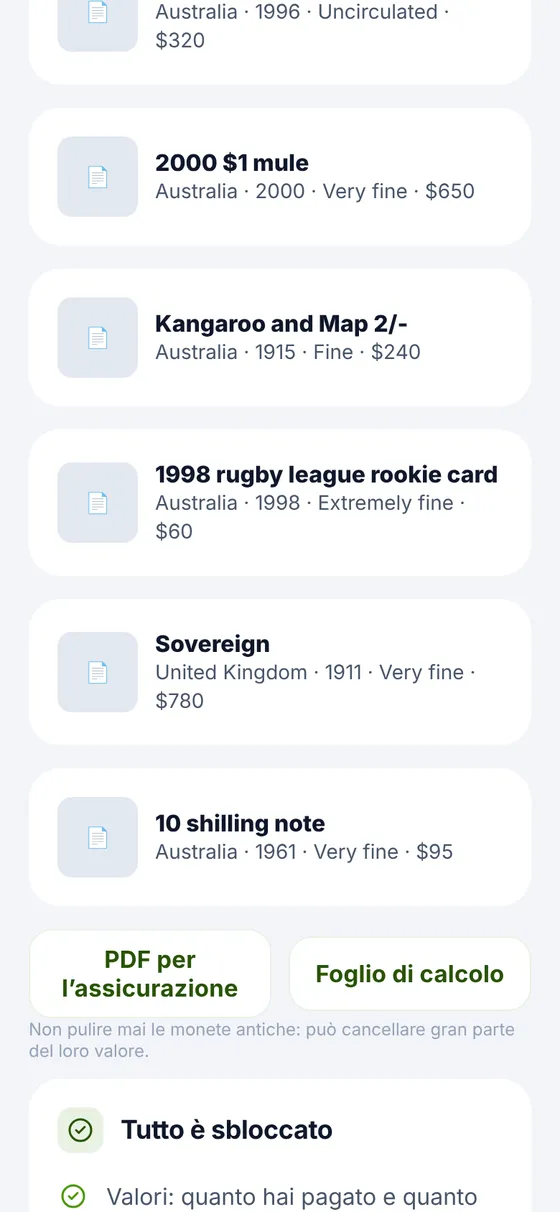 Australia · 1996 · Uncirculated ·
$320
2000 $1 mule
Australia · 2000 · Very fine · $650
Kangaroo and Map 2/-
Australia · 1915 · Fine · $240
1998 rugby league rookie card
Australia · 1998 · Extremely fine ·
$60
Sovereign
United Kingdom · 1911 · Very fine ·
$780
10 shilling note
Australia · 1961 · Very fine · $95
PDF per
l’assicurazione
Foglio di calcolo
Non pulire mai le monete antiche: può cancellare gran parte
del loro valore.
Tutto è sbloccato
Valori: quanto hai pagato e quanto